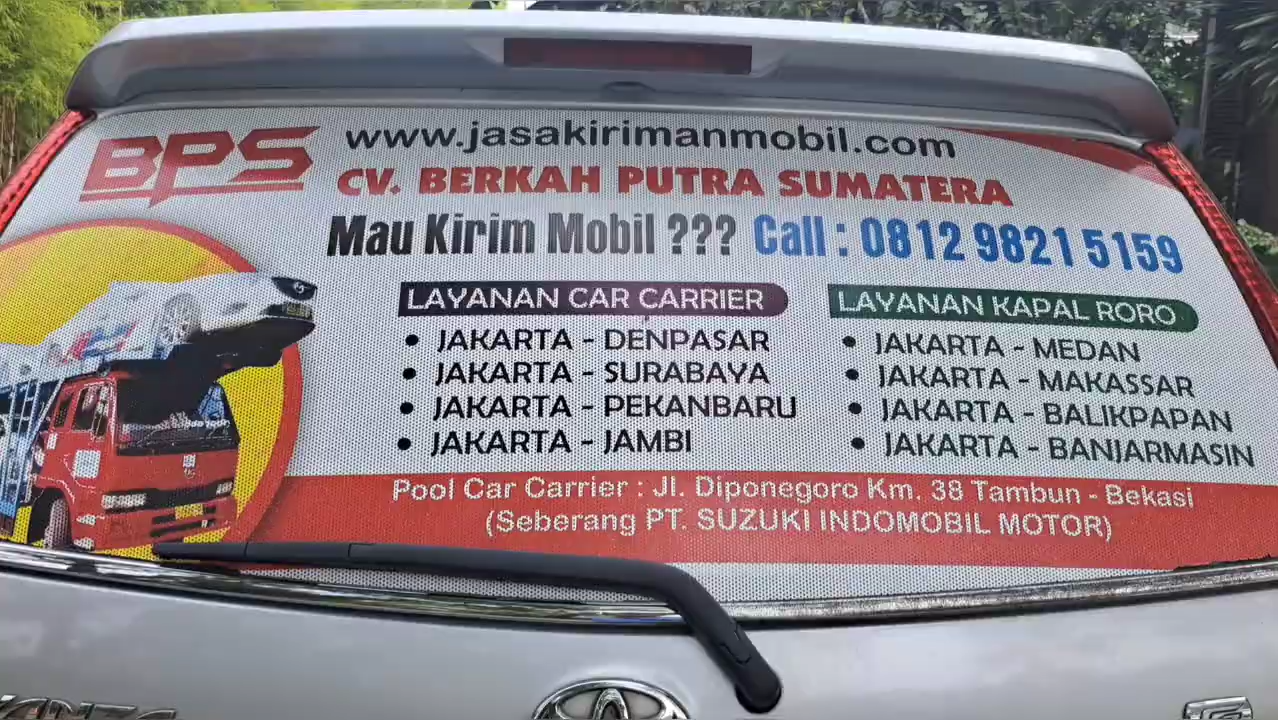 BPS
www.jasakirimanmobil.com
CV. BERKAH PUTRA SUMATERA
Mau Kirim Mobil ??? Call : 0812 9821 5159
LAYANAN CAR CARRIER
• JAKARTA - DENPASAR
• JAKARTA - SURABAYA
• JAKARTA - PEKANBARU
• JAKARTA - JAMBI
LAYANAN KAPAL RORO
• JAKARTA - MEDAN
• JAKARTA - MAKASSAR
• JAKARTA - BALIKPAPAN
• JAKARTA - BANJARMASIN
Pool Car Carrier : Jl. Diponegoro Km. 38 Tambun - Bekasi
(Seberang PT. SUZUKI INDOMOBIL MOTOR)